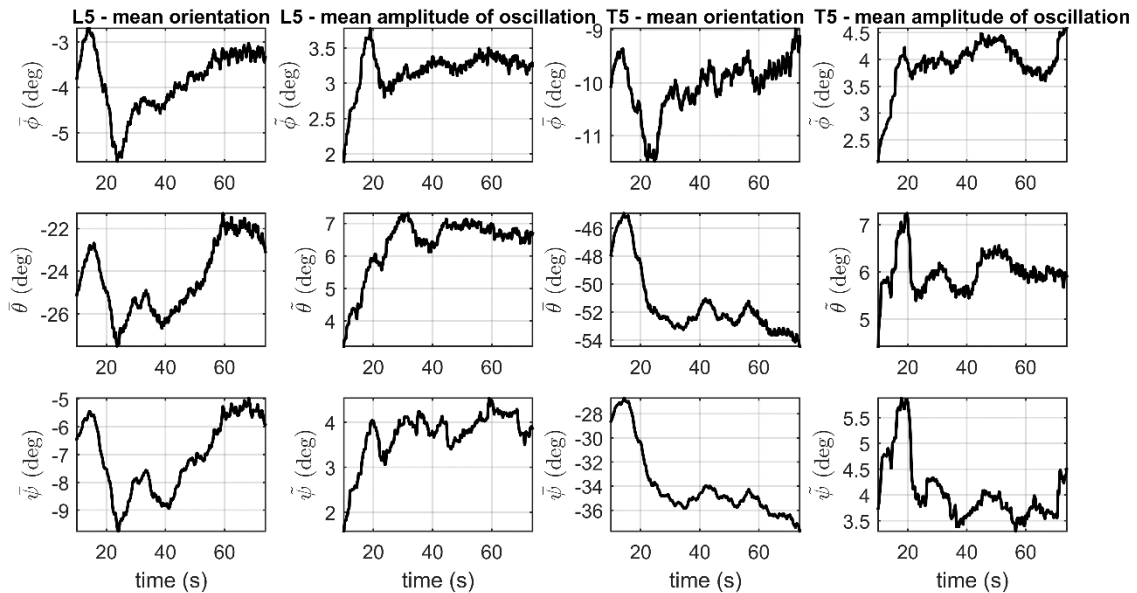 L5 - mean orientation L5 - mean amplitude of oscillation T5 - mean orientation T5 - mean amplitude of oscillation
-3 -4 -5 ϕ̄ (deg) 20 40 60
3.5 3 2.5 2 ϕ̃ (deg) 20 40 60
-9 -10 -11 ϕ̄ (deg) 20 40 60
4.5 4 3.5 3 2.5 ϕ̃ (deg) 20 40 60
-22 -24 -26 θ̄ (deg) 20 40 60
7 6 5 4 θ̃ (deg) 20 40 60
-46 -48 -50 -52 -54 θ̄ (deg) 20 40 60
7 6 5 θ̃ (deg) 20 40 60
-5 -6 -7 -8 -9 ψ̄ (deg) 20 40 60 time (s)
4 3 2 ψ̃ (deg) 20 40 60 time (s)
-28 -30 -32 -34 -36 ψ̄ (deg) 20 40 60 time (s)
5.5 5 4.5 4 3.5 ψ̃ (deg) 20 40 60 time (s)